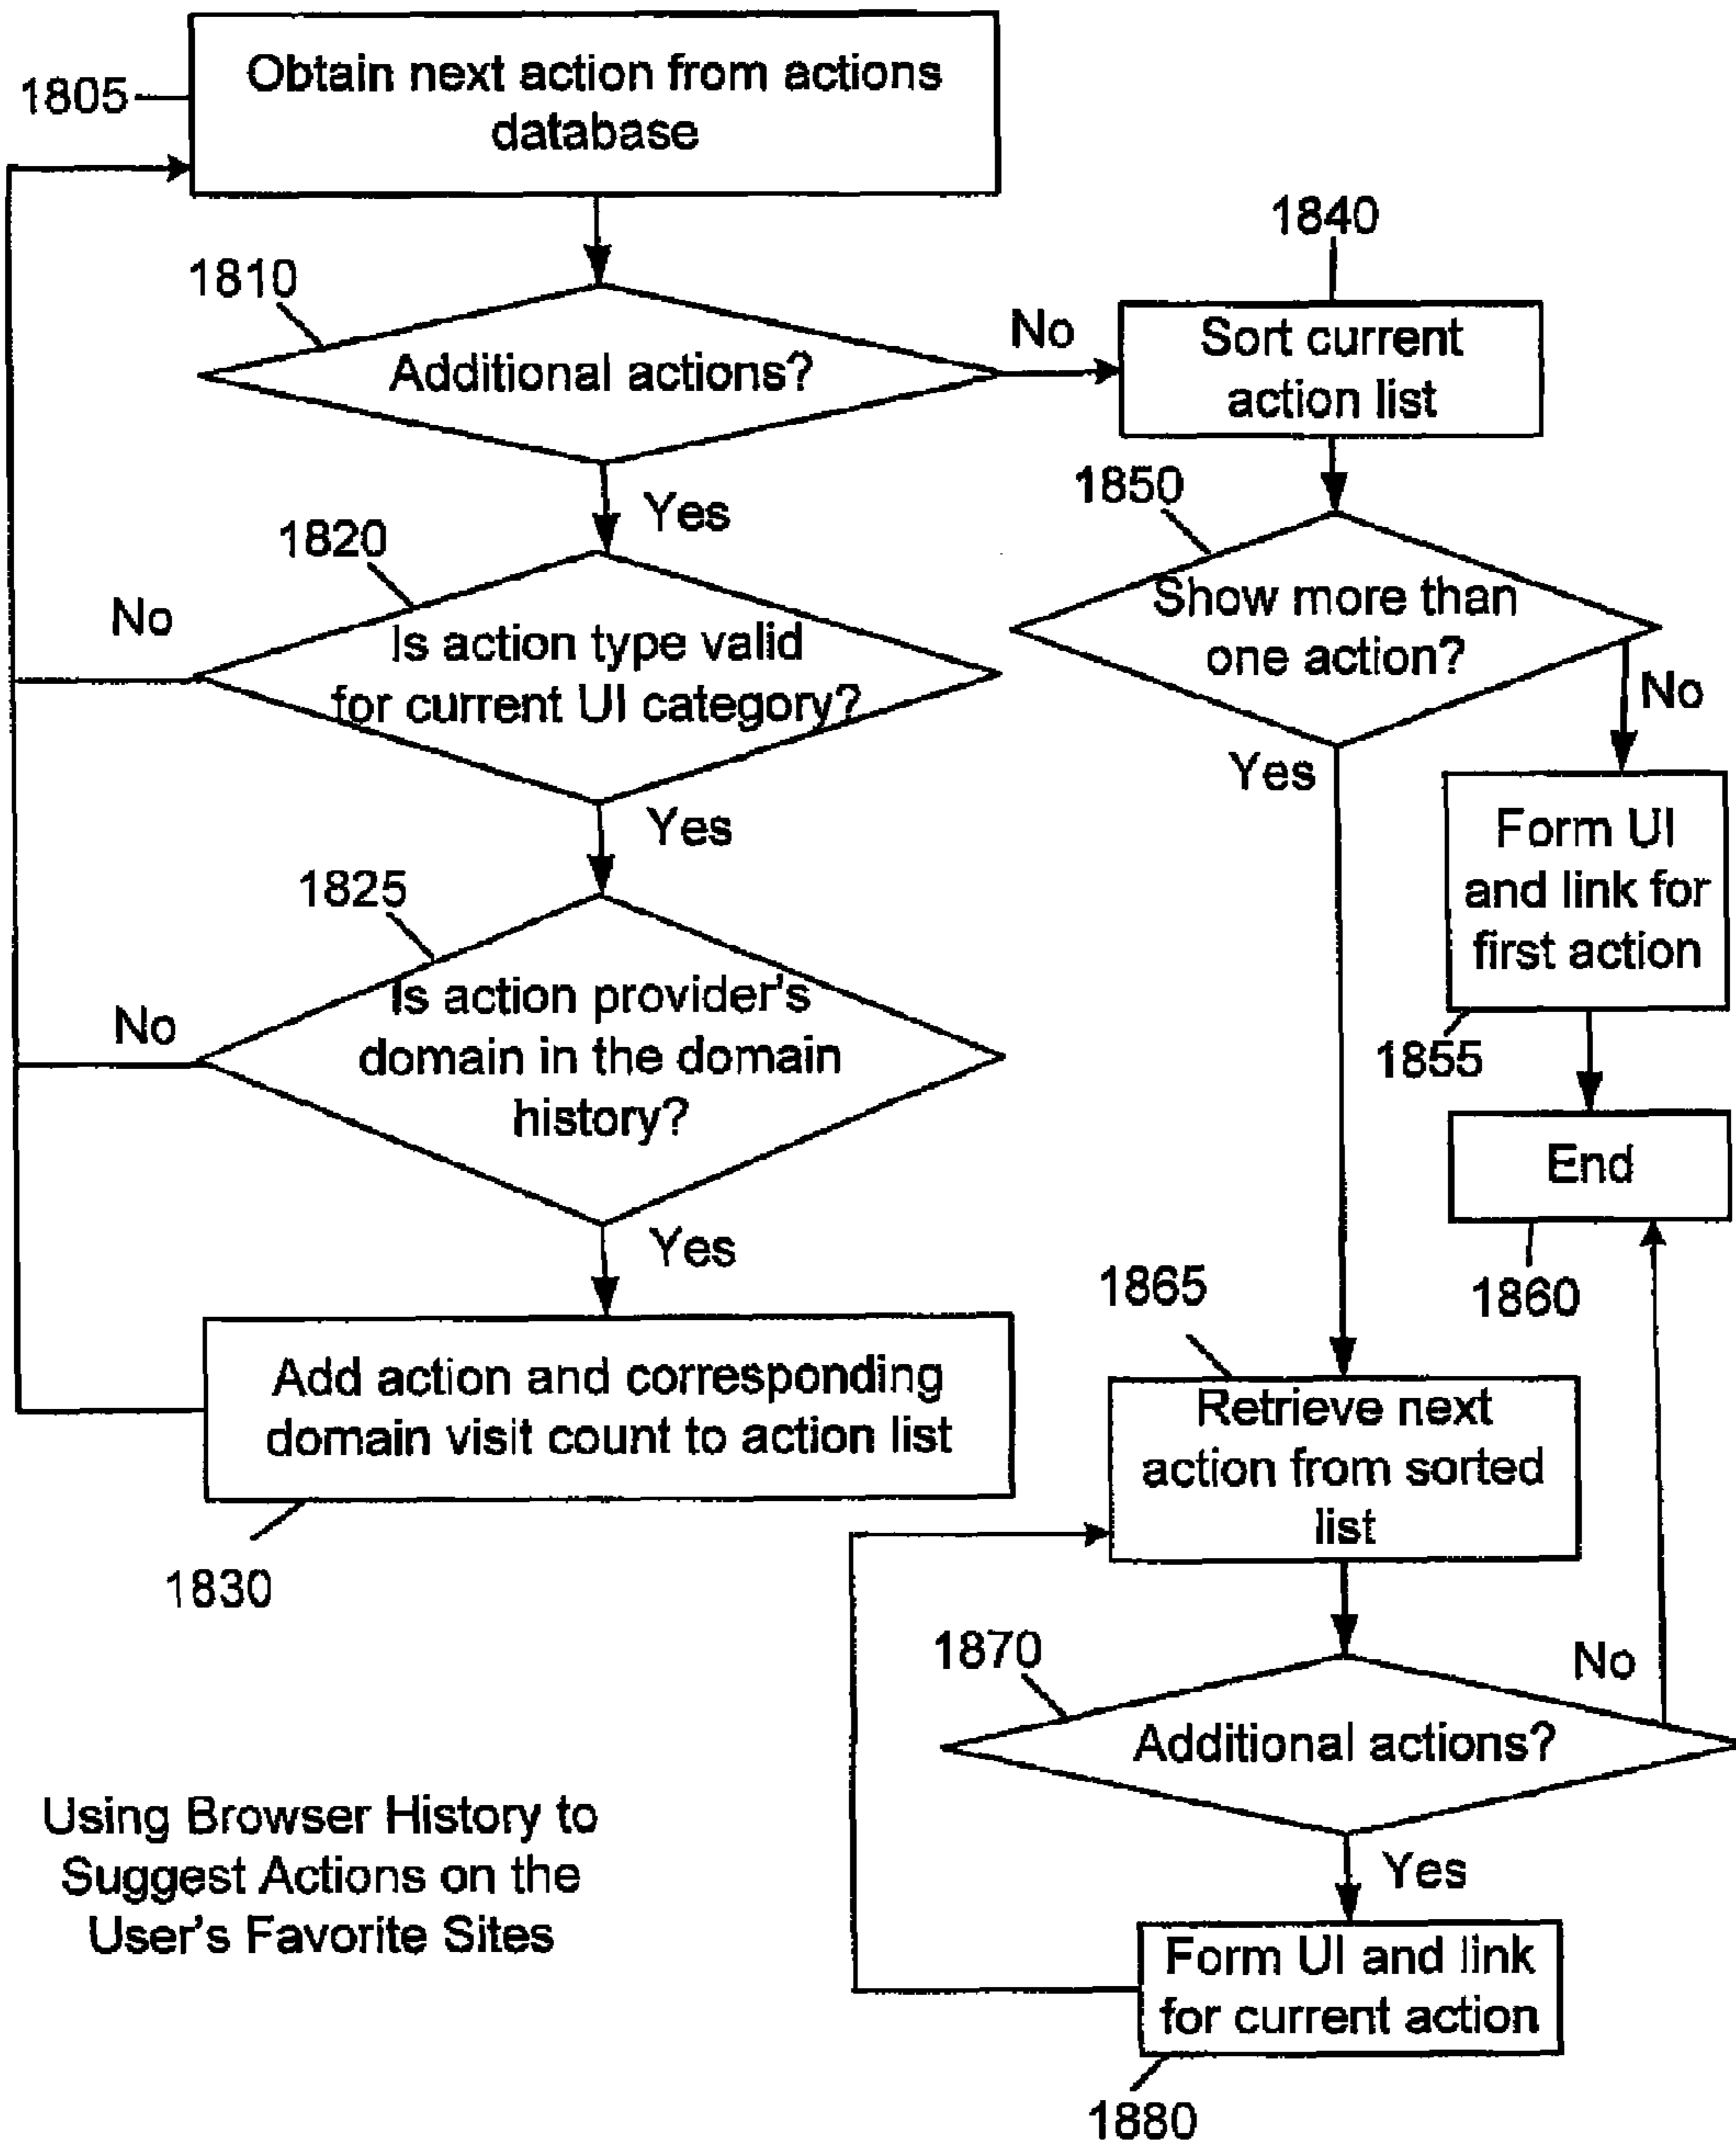 1805
Obtain next action from actions
database
1810
Additional actions?
No
Yes
1820
Is action type valid
for current UI category?
No
Yes
1825
Is action provider's
domain in the domain
history?
No
Yes
Add action and corresponding
domain visit count to action list
1830
1840
Sort current
action list
1850
Show more than
one action?
No
Yes
Form UI
and link for
first action
1855
End
1860
1865
Retrieve next
action from sorted
list
1870
Additional actions?
No
Yes
Form UI and link
for current action
1880
Using Browser History to
Suggest Actions on the
User's Favorite Sites